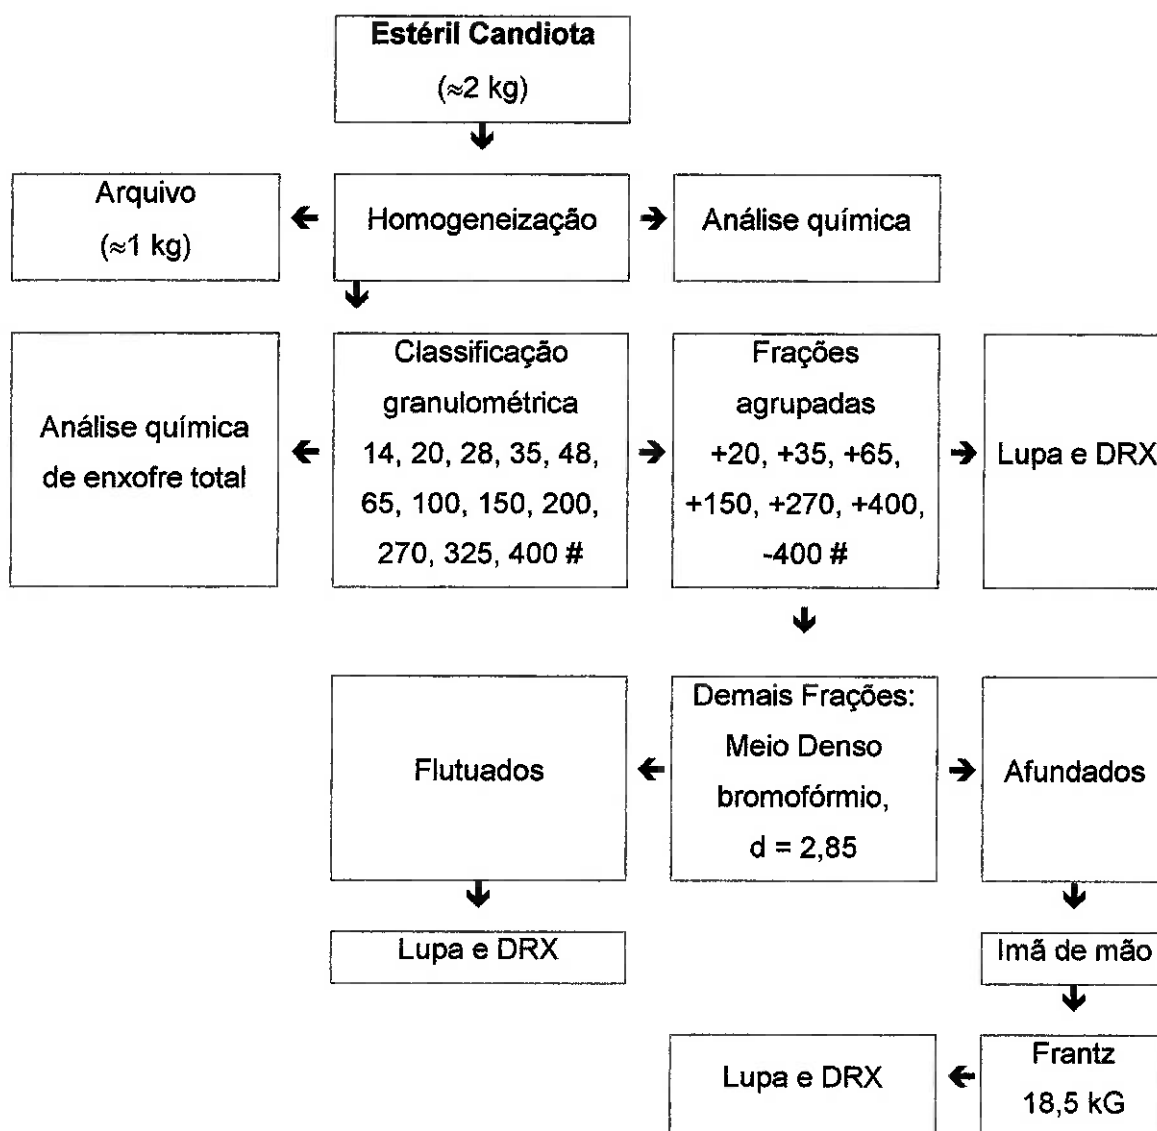 Estéril Candiota
(≈2 kg)
Arquivo
(≈1 kg)
Homogeneização
Análise química
Análise química
de enxofre total
Classificação
granulométrica
14, 20, 28, 35, 48,
65, 100, 150, 200,
270, 325, 400 #
Frações
agrupadas
+20, +35, +65,
+150, +270, +400,
-400 #
Lupa e DRX
Flutuados
Demais Frações:
Meio Denso
bromofórmio,
d = 2,85
Afundados
Lupa e DRX
Imã de mão
Lupa e DRX
Frantz
18,5 kG